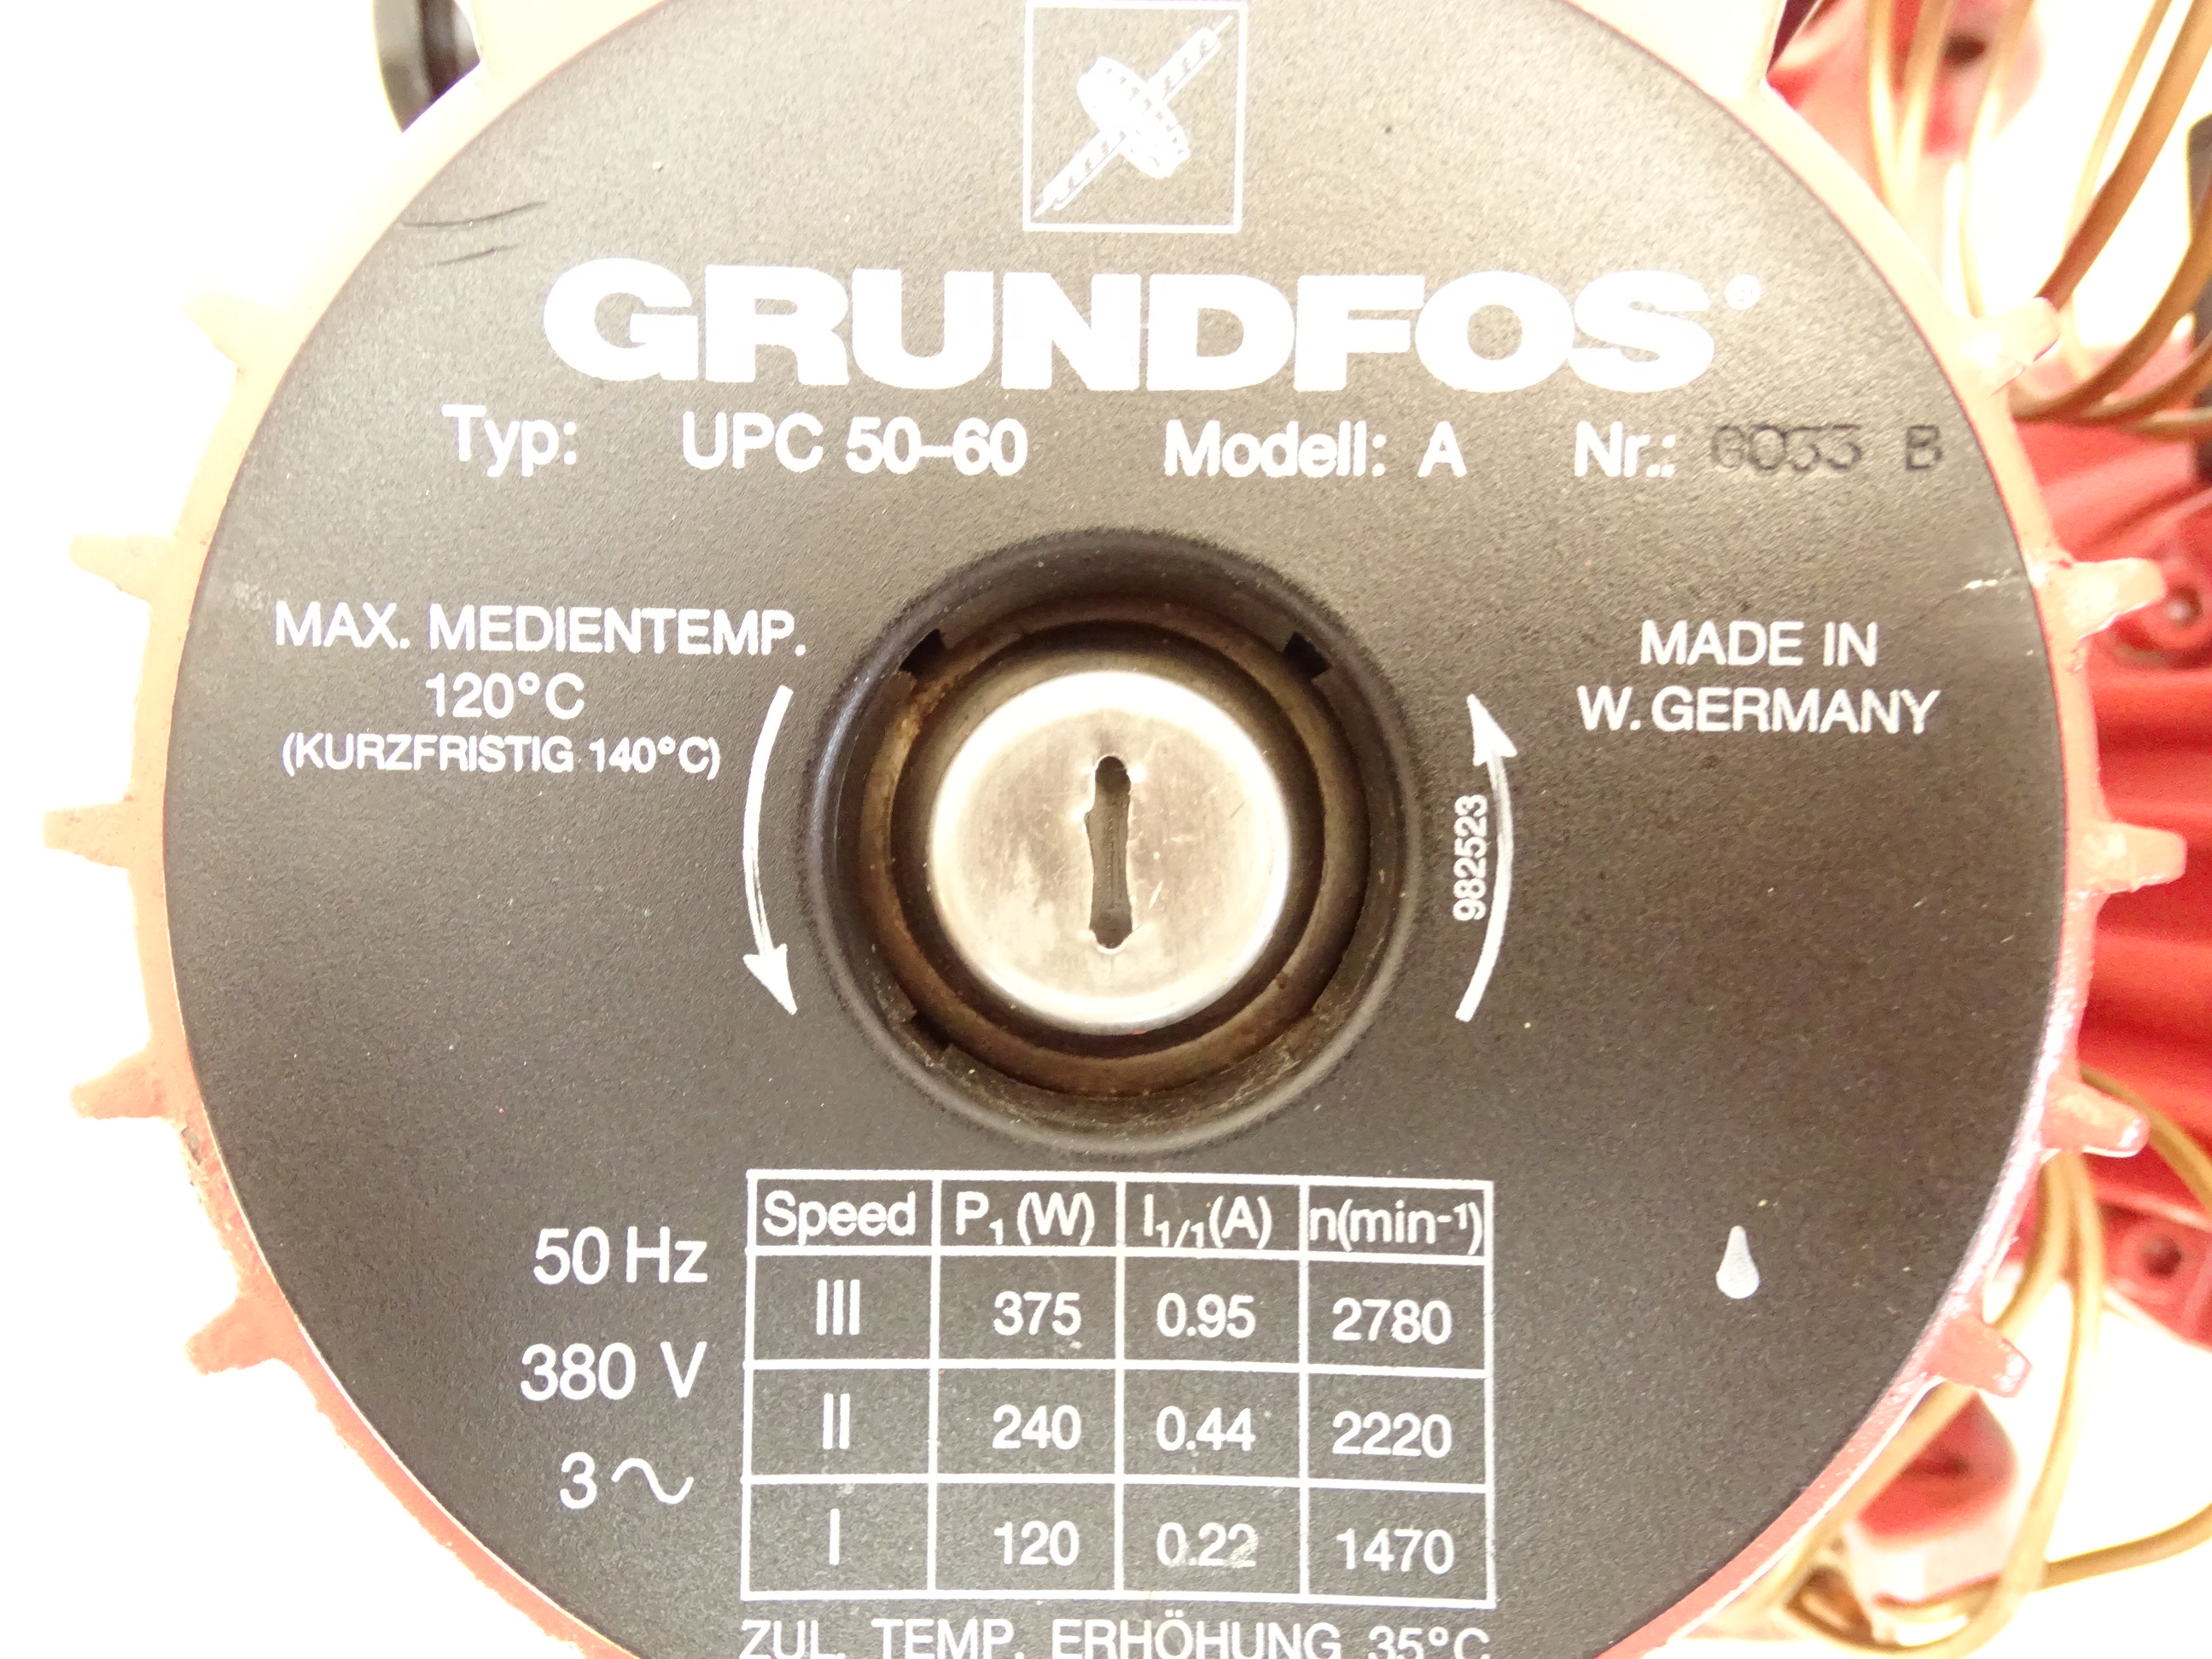 GRUNDFOS®
Typ: UPC 50-60 Modell: A Nr.: G033 B
MAX. MEDIENTEMP.
120°C
(KURZFRISTIG 140°C)
MADE IN
W. GERMANY
982523
50 Hz
380 V
3~
Speed P₁ (W) I₁/₁ (A) n(min⁻¹)
III 375 0.95 2780
II 240 0.44 2220
I 120 0.22 1470
ZUL. TEMP. ERHÖHUNG 35°C